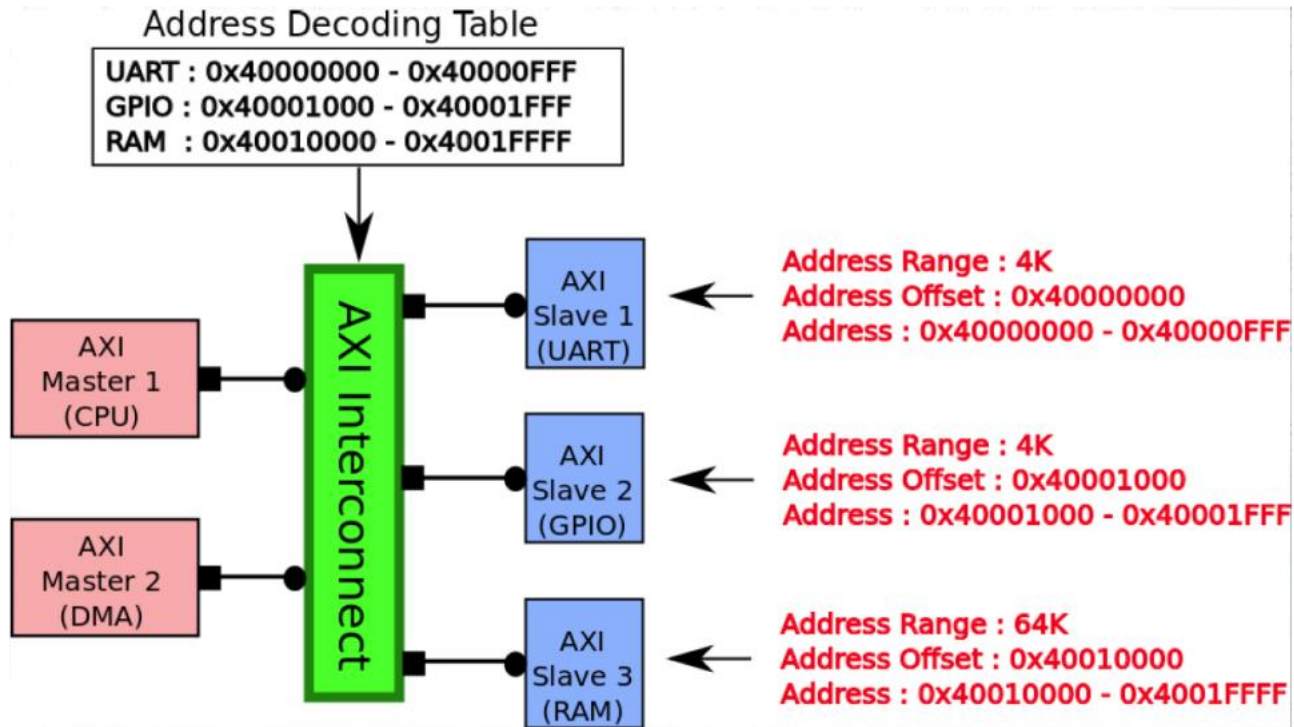 Address Decoding Table
UART : 0x40000000 - 0x40000FFF
GPIO : 0x40001000 - 0x40001FFF
RAM : 0x40010000 - 0x4001FFFF
AXI
Master 1
(CPU)
AXI
Master 2
(DMA)
AXI Interconnect
AXI
Slave 1
(UART)
Address Range : 4K
Address Offset : 0x40000000
Address : 0x40000000 - 0x40000FFF
AXI
Slave 2
(GPIO)
Address Range : 4K
Address Offset : 0x40001000
Address : 0x40001000 - 0x40001FFF
AXI
Slave 3
(RAM)
Address Range : 64K
Address Offset : 0x40010000
Address : 0x40010000 - 0x4001FFFF